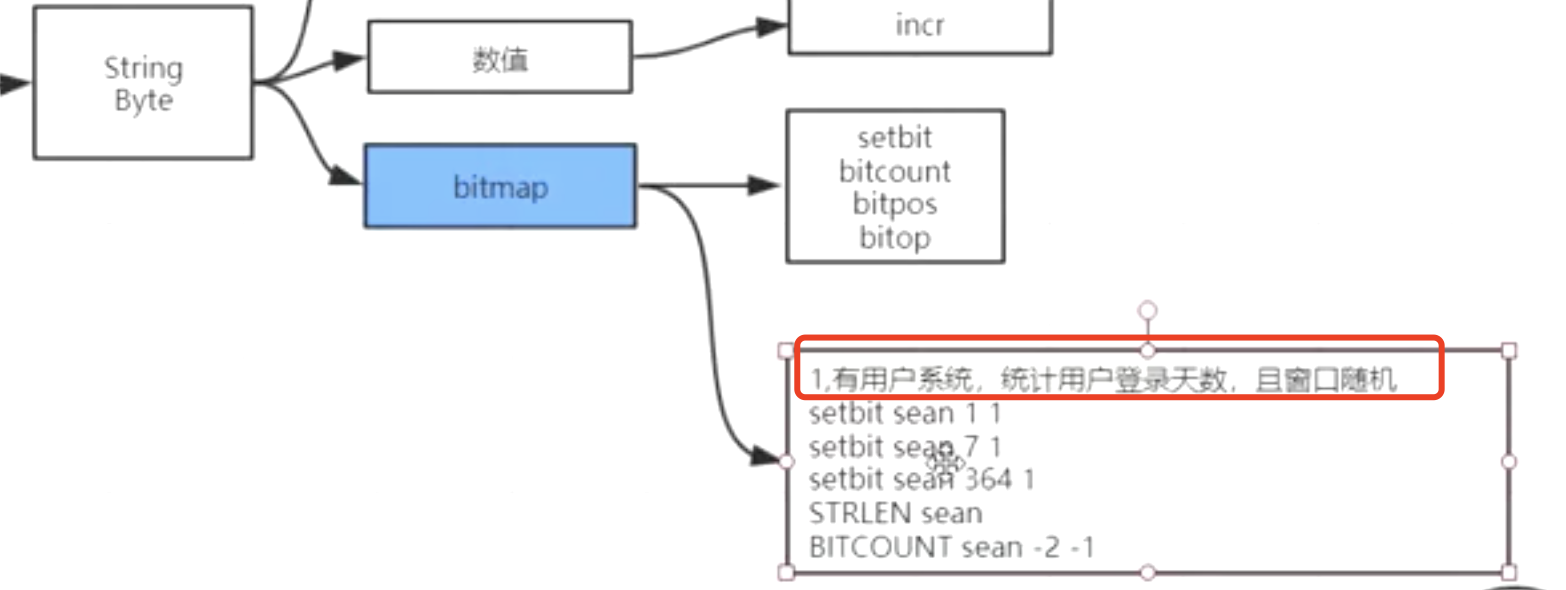 String
Byte
数值
incr
bitmap
setbit
bitcount
bitpos
bitop
1,有用户系统，统计用户登录天数，且窗口随机
setbit sean 1 1
setbit sean 7 1
setbit sean 364 1
STRLEN sean
BITCOUNT sean -2 -1